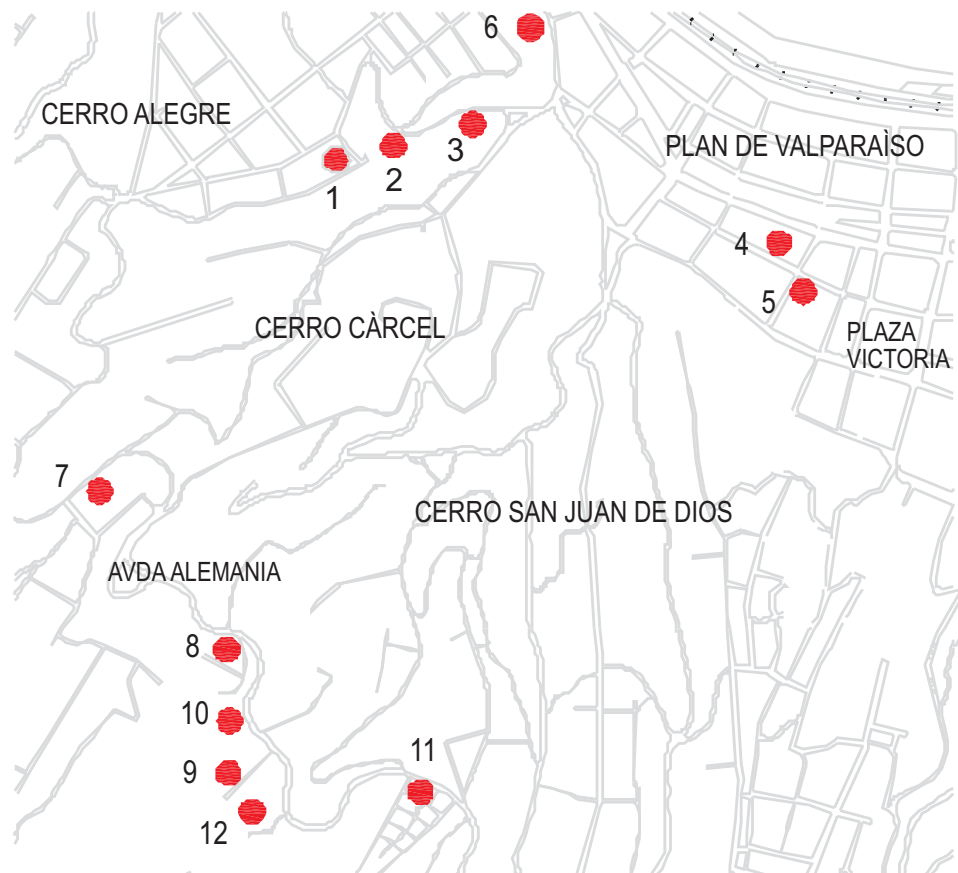 6
CERRO ALEGRE
3
PLAN DE VALPARAÌSO
2
1
4
5
CERRO CÀRCEL
PLAZA
VICTORIA
7
CERRO SAN JUAN DE DIOS
AVDA ALEMANIA
8
10
11
9
12